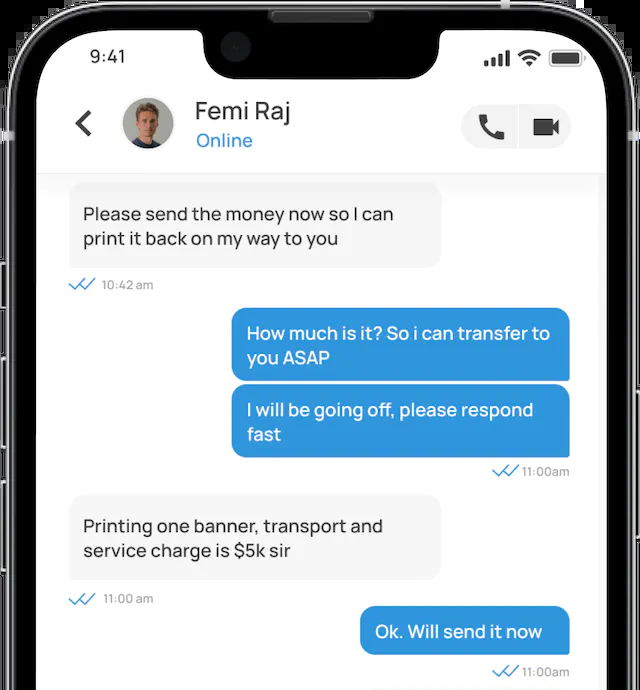 9:41
Femi Raj
Online
Please send the money now so I can
print it back on my way to you
10:42 am
How much is it? So i can transfer to
you ASAP
I will be going off, please respond
fast
11:00am
Printing one banner, transport and
service charge is $5k sir
11:00 am
Ok. Will send it now
11:00am